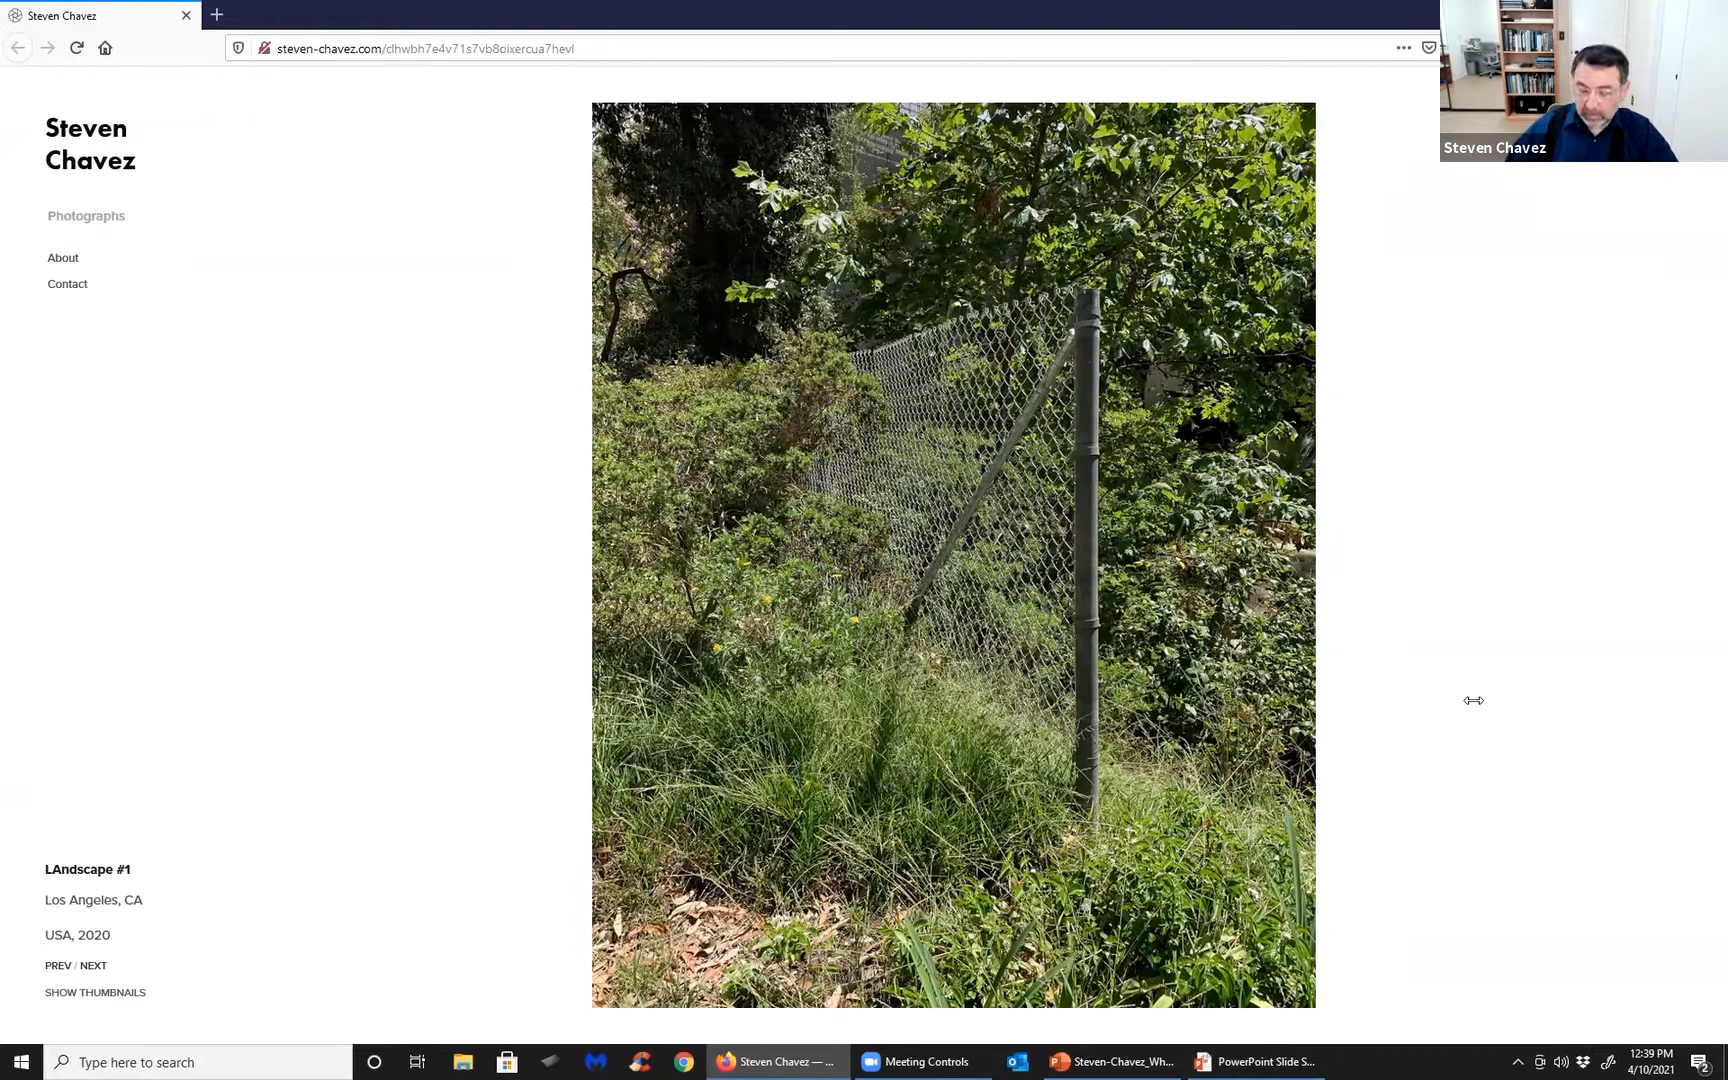 Steven Chavez
steven-chavez.com/clhwbh7e4v71s7vb8oixercua7hevl
Steven Chavez
Steven
Chavez
Photographs
About
Contact
LAndscape #1
Los Angeles, CA
USA, 2020
PREV / NEXT
SHOW THUMBNAILS
Type here to search
Steven Chavez — ...
Meeting Controls
Steven-Chavez_Wh...
PowerPoint Slide S...
12:39 PM
4/10/2021
2